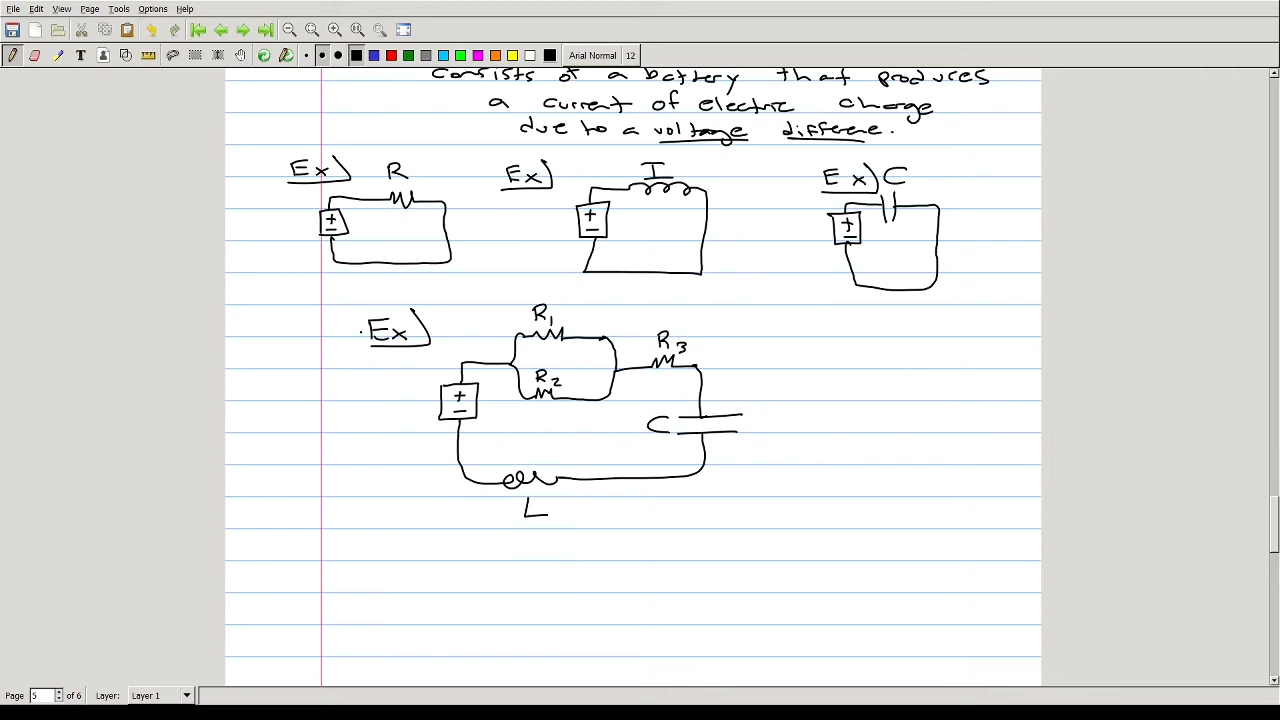 File Edit View Page Tools Options Help
T
Arial Normal 12
consists of a battery that produces
a current of electric charge
due to a voltage differene.
Ex) R Ex) I Ex) C
+
−
+
−
+
−
Ex) R1
R3
R2
+
−
C
L
Page 5 of 6 Layer: Layer 1